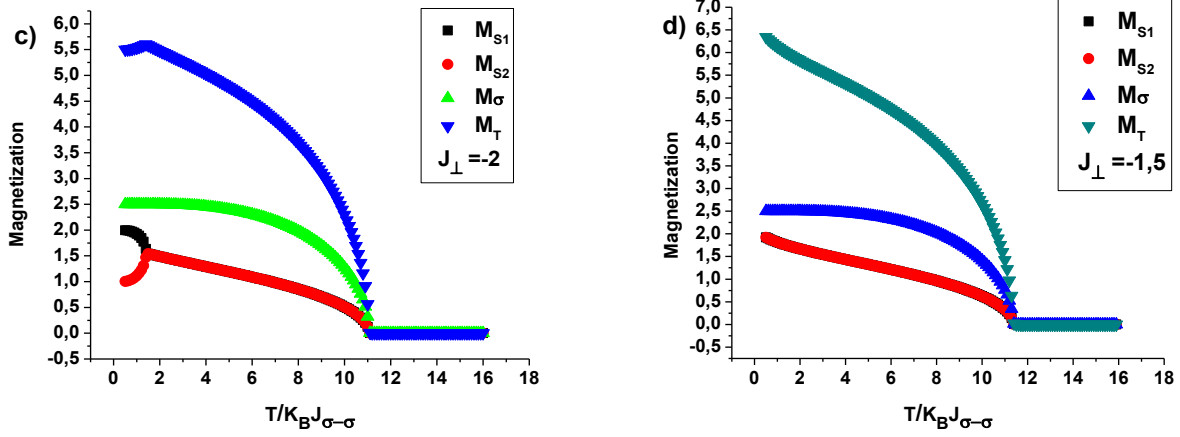 c)
Magnetization
6,0
5,5
5,0
4,5
4,0
3,5
3,0
2,5
2,0
1,5
1,0
0,5
0,0
-0,5
0 2 4 6 8 10 12 14 16 18
T/K_B J_σ–σ
M_S1
M_S2
Mσ
M_T
J_⊥ =-2
d)
Magnetization
7,0
6,5
6,0
5,5
5,0
4,5
4,0
3,5
3,0
2,5
2,0
1,5
1,0
0,5
0,0
-0,5
0 2 4 6 8 10 12 14 16 18
T/K_B J_σ–σ
M_S1
M_S2
Mσ
M_T
J_⊥ =-1,5